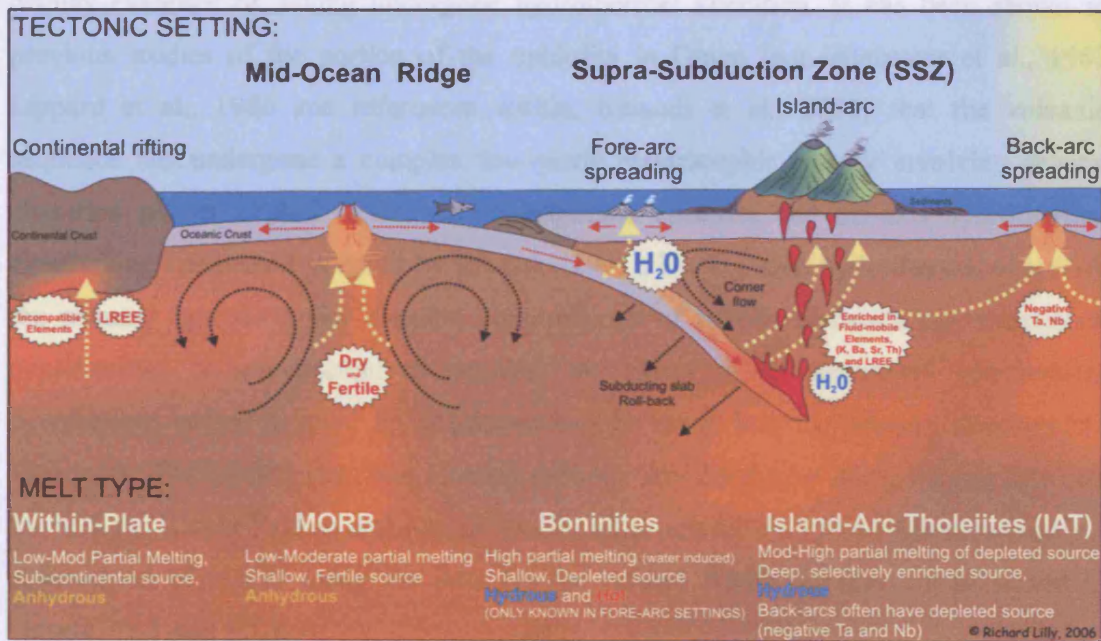 TECTONIC SETTING:
Mid-Ocean Ridge
Supra-Subduction Zone (SSZ)
Island-arc
Continental rifting
Fore-arc
spreading
Back-arc
spreading
Continental Crust
Oceanic Crust
Sediments
H20
Corner
flow
Incompatible
Elements
LREE
Dry
and
Fertile
Enriched in
Fluid-mobile
Elements,
(K, Ba, Sr, Th)
and LREE
Negative
Ta, Nb
H20
Subducting slab
Roll-back
MELT TYPE:
Within-Plate
Low-Mod Partial Melting,
Sub-continental source,
Anhydrous
MORB
Low-Moderate partial melting
Shallow, Fertile source
Anhydrous
Boninites
High partial melting (water induced)
Shallow, Depleted source
Hydrous and Hot
(ONLY KNOWN IN FORE-ARC SETTINGS)
Island-Arc Tholeiites (IAT)
Mod-High partial melting of depleted source
Deep, selectively enriched source,
Hydrous
Back-arcs often have depleted source
(negative Ta and Nb)
© Richard Lilly, 2006